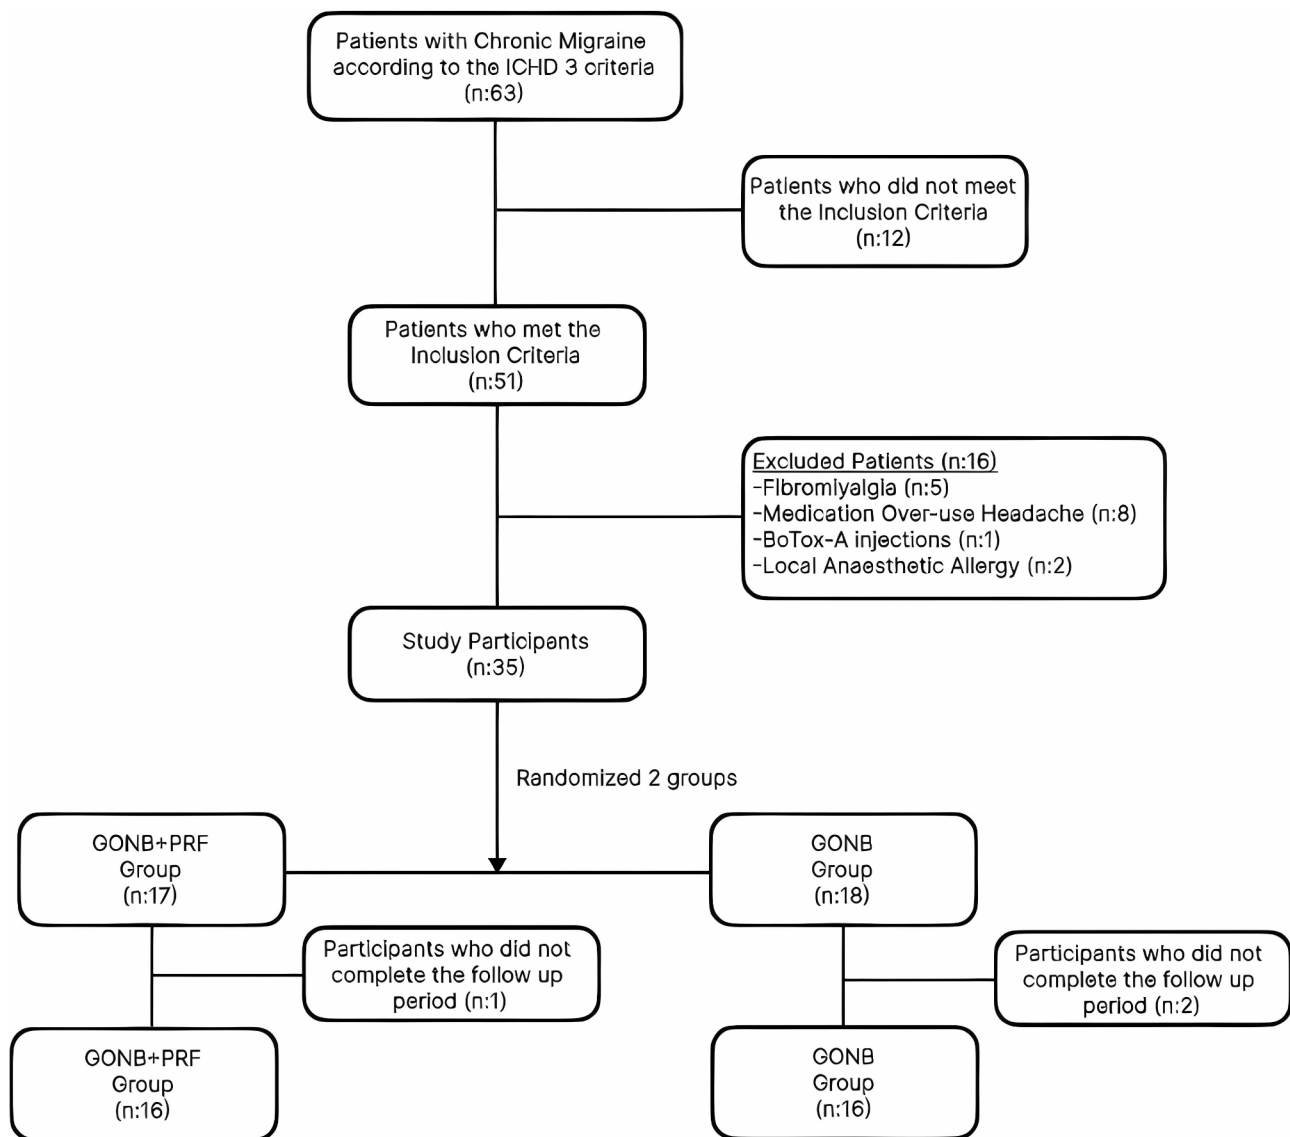 Patients with Chronic Migraine
according to the ICHD 3 criteria
(n:63)
Patients who did not meet
the Inclusion Criteria
(n:12)
Patients who met the
Inclusion Criteria
(n:51)
Excluded Patients (n:16)
-Fibromiyalgia (n:5)
-Medication Over-use Headache (n:8)
-BoTox-A injections (n:1)
-Local Anaesthetic Allergy (n:2)
Study Participants
(n:35)
Randomized 2 groups
GONB+PRF
Group
(n:17)
GONB
Group
(n:18)
Participants who did not
complete the follow up
period (n:1)
Participants who did not
complete the follow up
period (n:2)
GONB+PRF
Group
(n:16)
GONB
Group
(n:16)